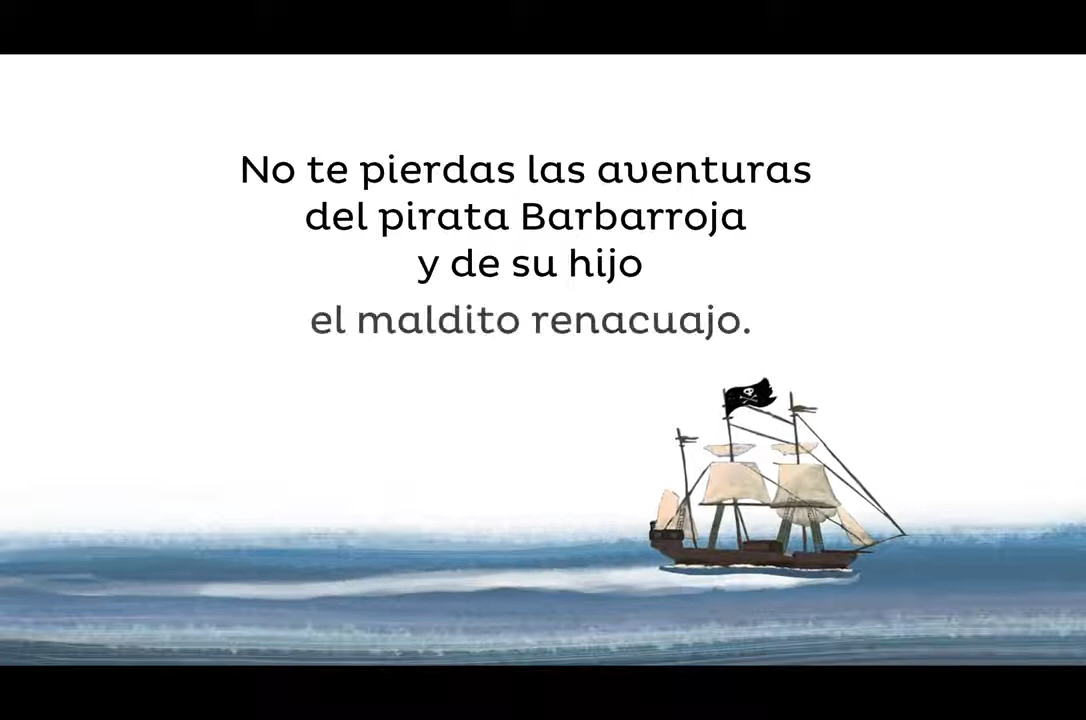 No te pierdas las aventuras
del pirata Barbarroja
y de su hijo
el maldito renacuajo.